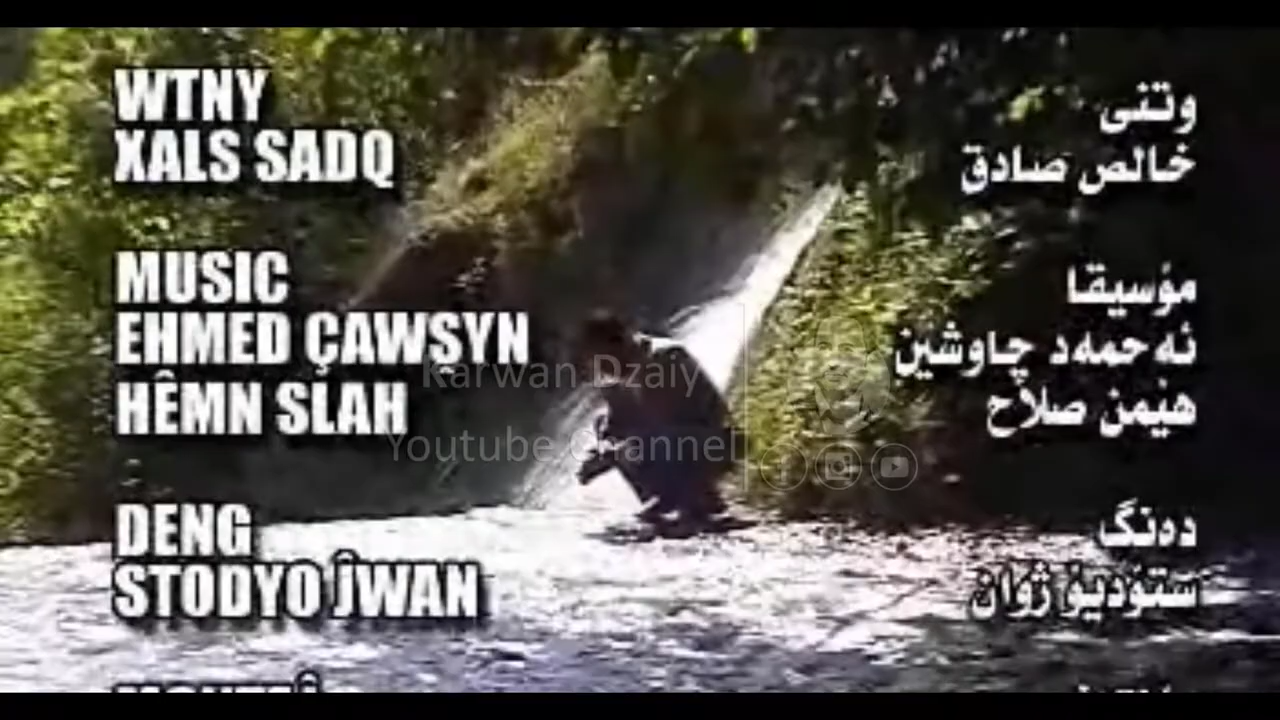 WTNY
XALS SADQ
وتنى
خالص صادق
MUSIC
EHMED ÇAWŞYN
HÊMN SLAH
مۆسیقا
ئەحمەد چاوشین
هێمن صلاح
Karwan Dzaiy
Youtube Channel
DENG
STODYO ĴWAN
دەنگ
ستۆدیۆ ژوان